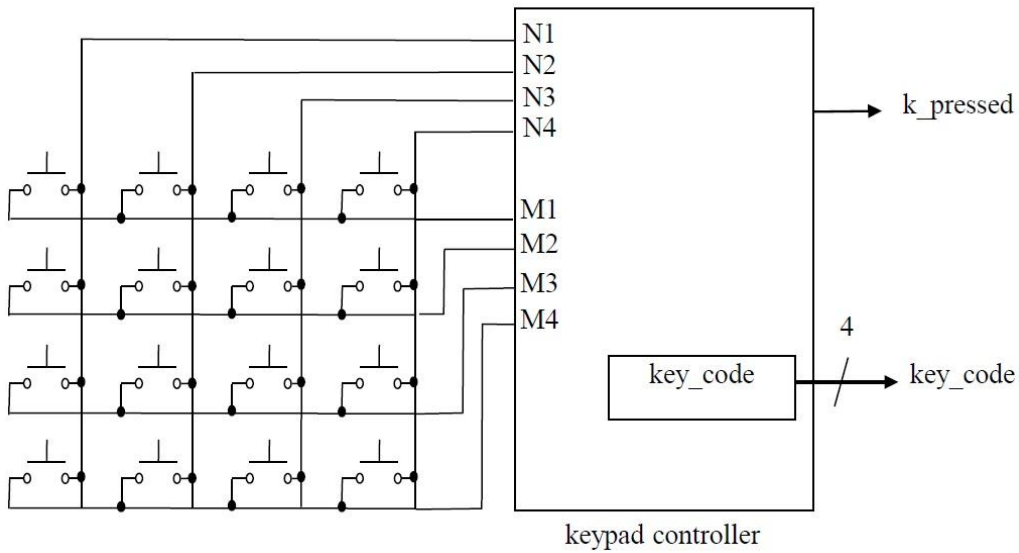 N1
N2
N3
N4
k_pressed
M1
M2
M3
M4
4
key_code
key_code
keypad controller